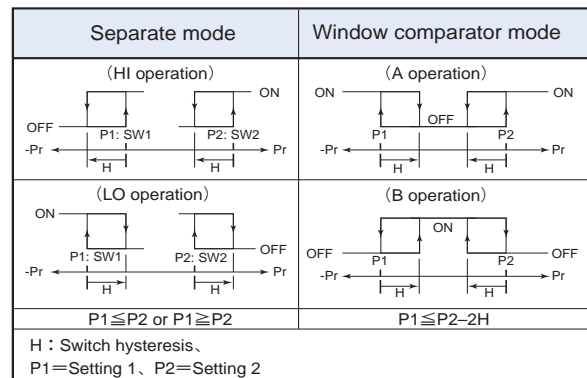 Separate mode
Window comparator mode
(HI operation)
ON
OFF
P1: SW1
P2: SW2
-Pr
Pr
H
H
(A operation)
ON
ON
OFF
P1
P2
-Pr
Pr
H
H
(LO operation)
ON
P1: SW1
P2: SW2
OFF
-Pr
Pr
H
H
(B operation)
ON
OFF
OFF
P1
P2
-Pr
Pr
H
H
P1≦P2 or P1≧P2
P1≦P2–2H
H：Switch hysteresis、
P1＝Setting 1、P2＝Setting 2